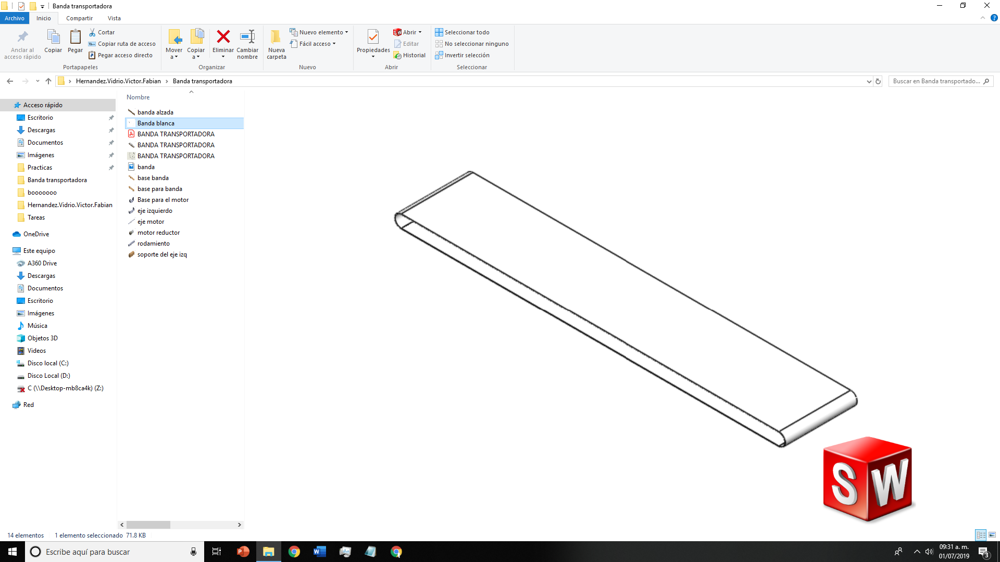 Banda transportadora
Archivo Inicio Compartir Vista
Anclar al acceso rápido
Copiar
Pegar
Cortar
Copiar ruta de acceso
Pegar acceso directo
Portapapeles
Mover a
Copiar a
Eliminar
Cambiar nombre
Organizar
Nueva carpeta
Nuevo elemento
Fácil acceso
Nuevo
Propiedades
Abrir
Editar
Historial
Abrir
Seleccionar todo
No seleccionar ninguno
Invertir selección
Seleccionar
Hernandez.Vidrio.Victor.Fabian > Banda transportadora
Buscar en Banda transportado...
Acceso rápido
Escritorio
Descargas
Documentos
Imágenes
Practicas
Banda transportadora
booooooo
Hernandez.Vidrio.Victor.Fabian
Tareas
OneDrive
Este equipo
A360 Drive
Descargas
Documentos
Escritorio
Imágenes
Música
Objetos 3D
Videos
Disco local (C:)
Disco Local (D:)
C (\\Desktop-mb8ca4k) (Z:)
Red
Nombre
banda alzada
Banda blanca
BANDA TRANSPORTADORA
BANDA TRANSPORTADORA
BANDA TRANSPORTADORA
banda
base banda
base para banda
Base para el motor
eje izquierdo
eje motor
motor reductor
rodamiento
soporte del eje izq
SW
14 elementos 1 elemento seleccionado 71.8 KB
Escribe aquí para buscar
09:31 a. m.
01/07/2019
3